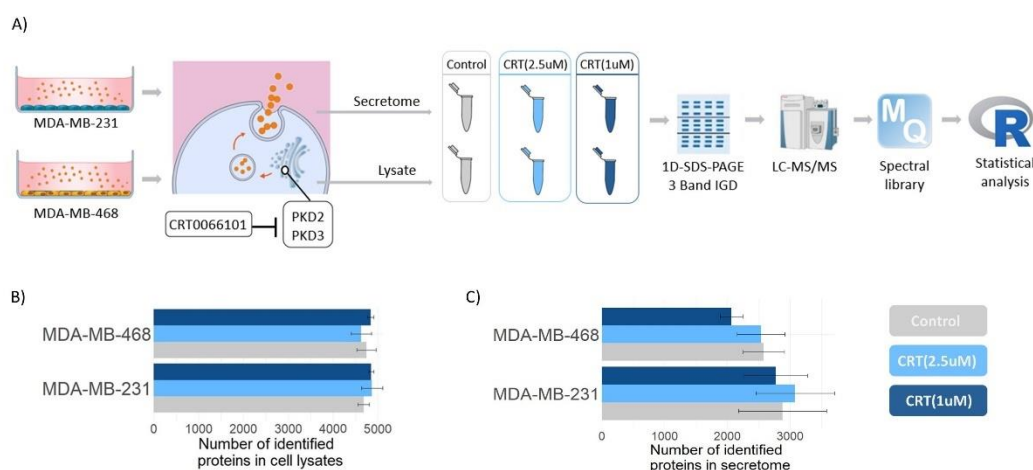 A)
Control
CRT(2.5uM)
CRT(1uM)
MDA-MB-231
Secretome
MDA-MB-468
Lysate
CRT0066101
PKD2
PKD3
1D-SDS-PAGE
3 Band IGD
LC-MS/MS
M
Q
Spectral
library
R
Statistical
analysis
B)
MDA-MB-468
MDA-MB-231
0
1000
2000
3000
4000
5000
Number of identified
proteins in cell lysates
C)
MDA-MB-468
MDA-MB-231
0
1000
2000
3000
Number of identified
proteins in secretome
Control
CRT(2.5uM)
CRT(1uM)